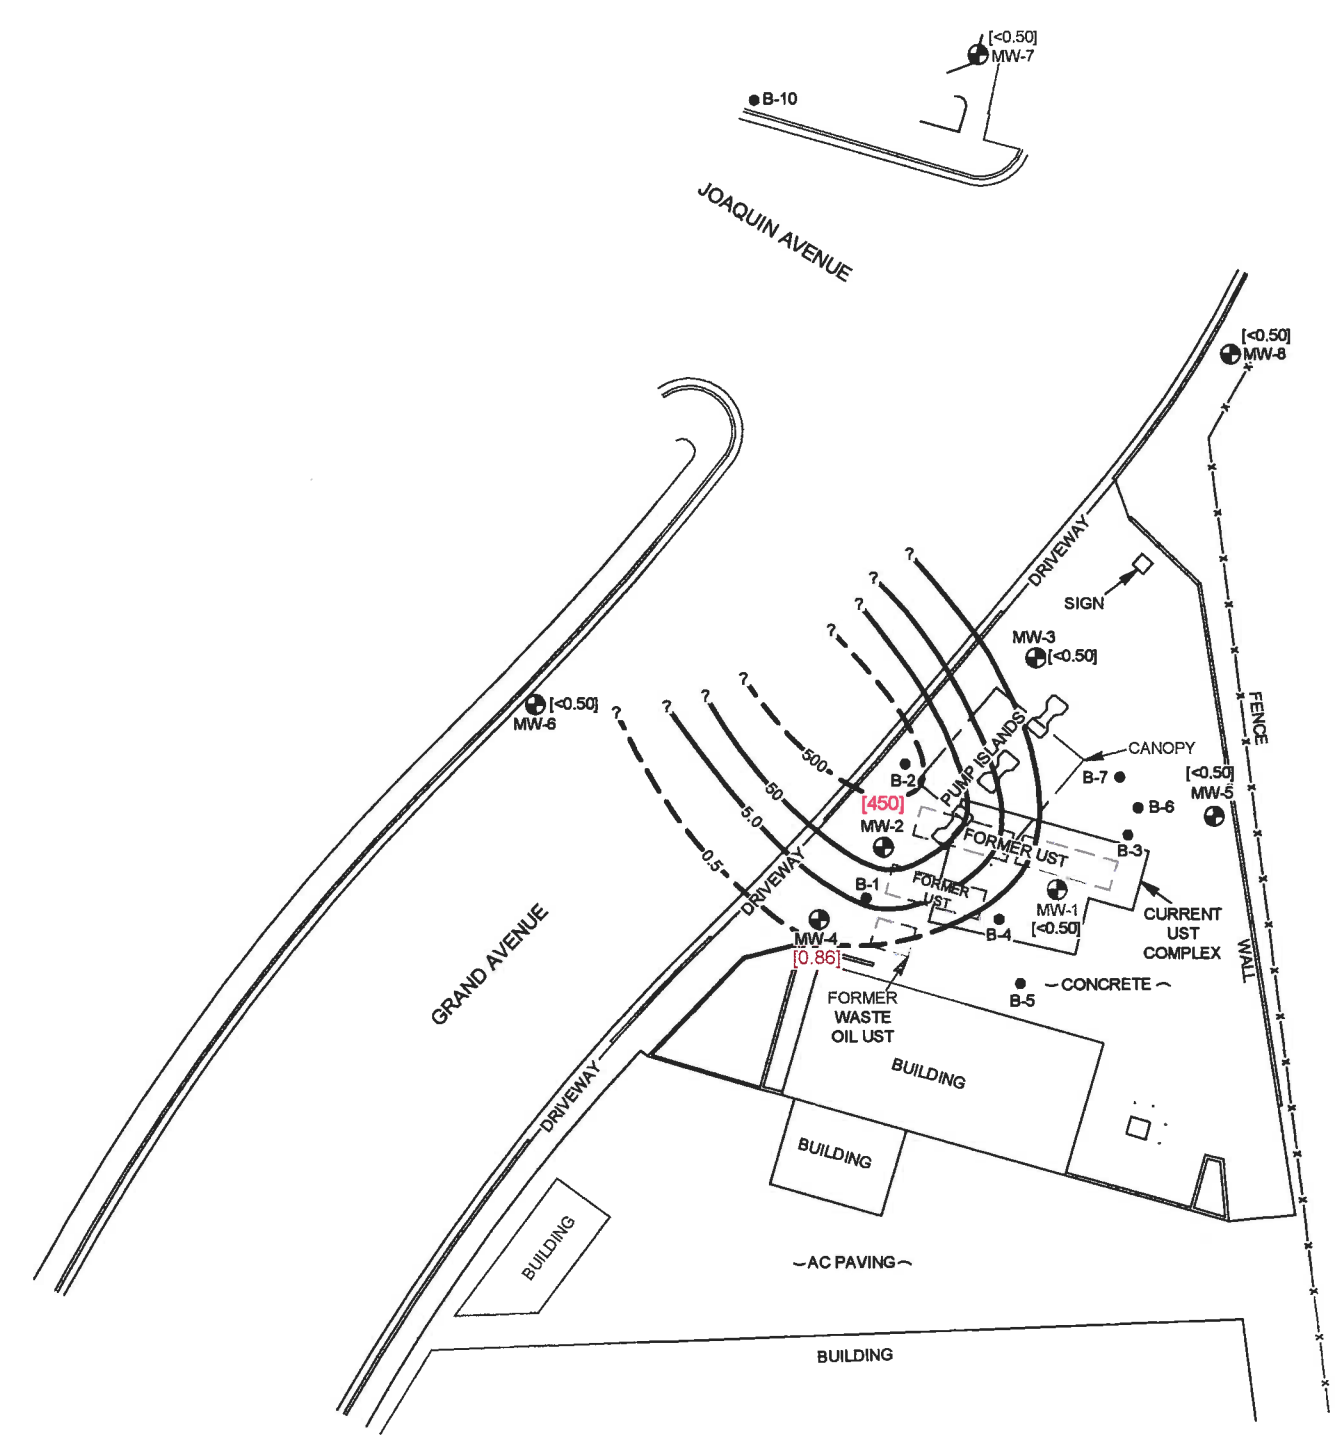 [<0.50]
MW-7
B-10
JOAQUIN AVENUE
[<0.50]
MW-8
DRIVEWAY
SIGN
?
?
?
?
MW-3
[<0.50]
?
?
?
?
[<0.50]
MW-6
FENCE
CANOPY
PUMP ISLANDS
500
B-2
B-7
[<0.50]
MW-5
50
[450]
B-6
5.0
MW-2
B-3
FORMER UST
0.5
DRIVEWAY
B-1
FORMER
UST
MW-1
[<0.50]
CURRENT
UST
COMPLEX
B-4
MW-4
[0.86]
WALL
GRAND AVENUE
B-5
CONCRETE
FORMER
WASTE
OIL UST
BUILDING
DRIVEWAY
BUILDING
BUILDING
AC PAVING
BUILDING